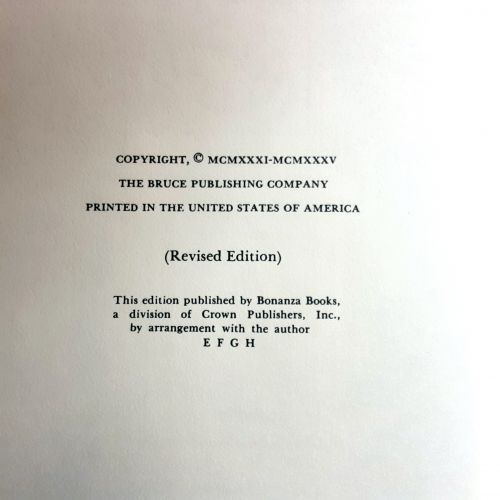 COPYRIGHT, © MCMXXXI-MCMXXXV
THE BRUCE PUBLISHING COMPANY
PRINTED IN THE UNITED STATES OF AMERICA
(Revised Edition)
This edition published by Bonanza Books,
a division of Crown Publishers, Inc.,
by arrangement with the author
E F G H